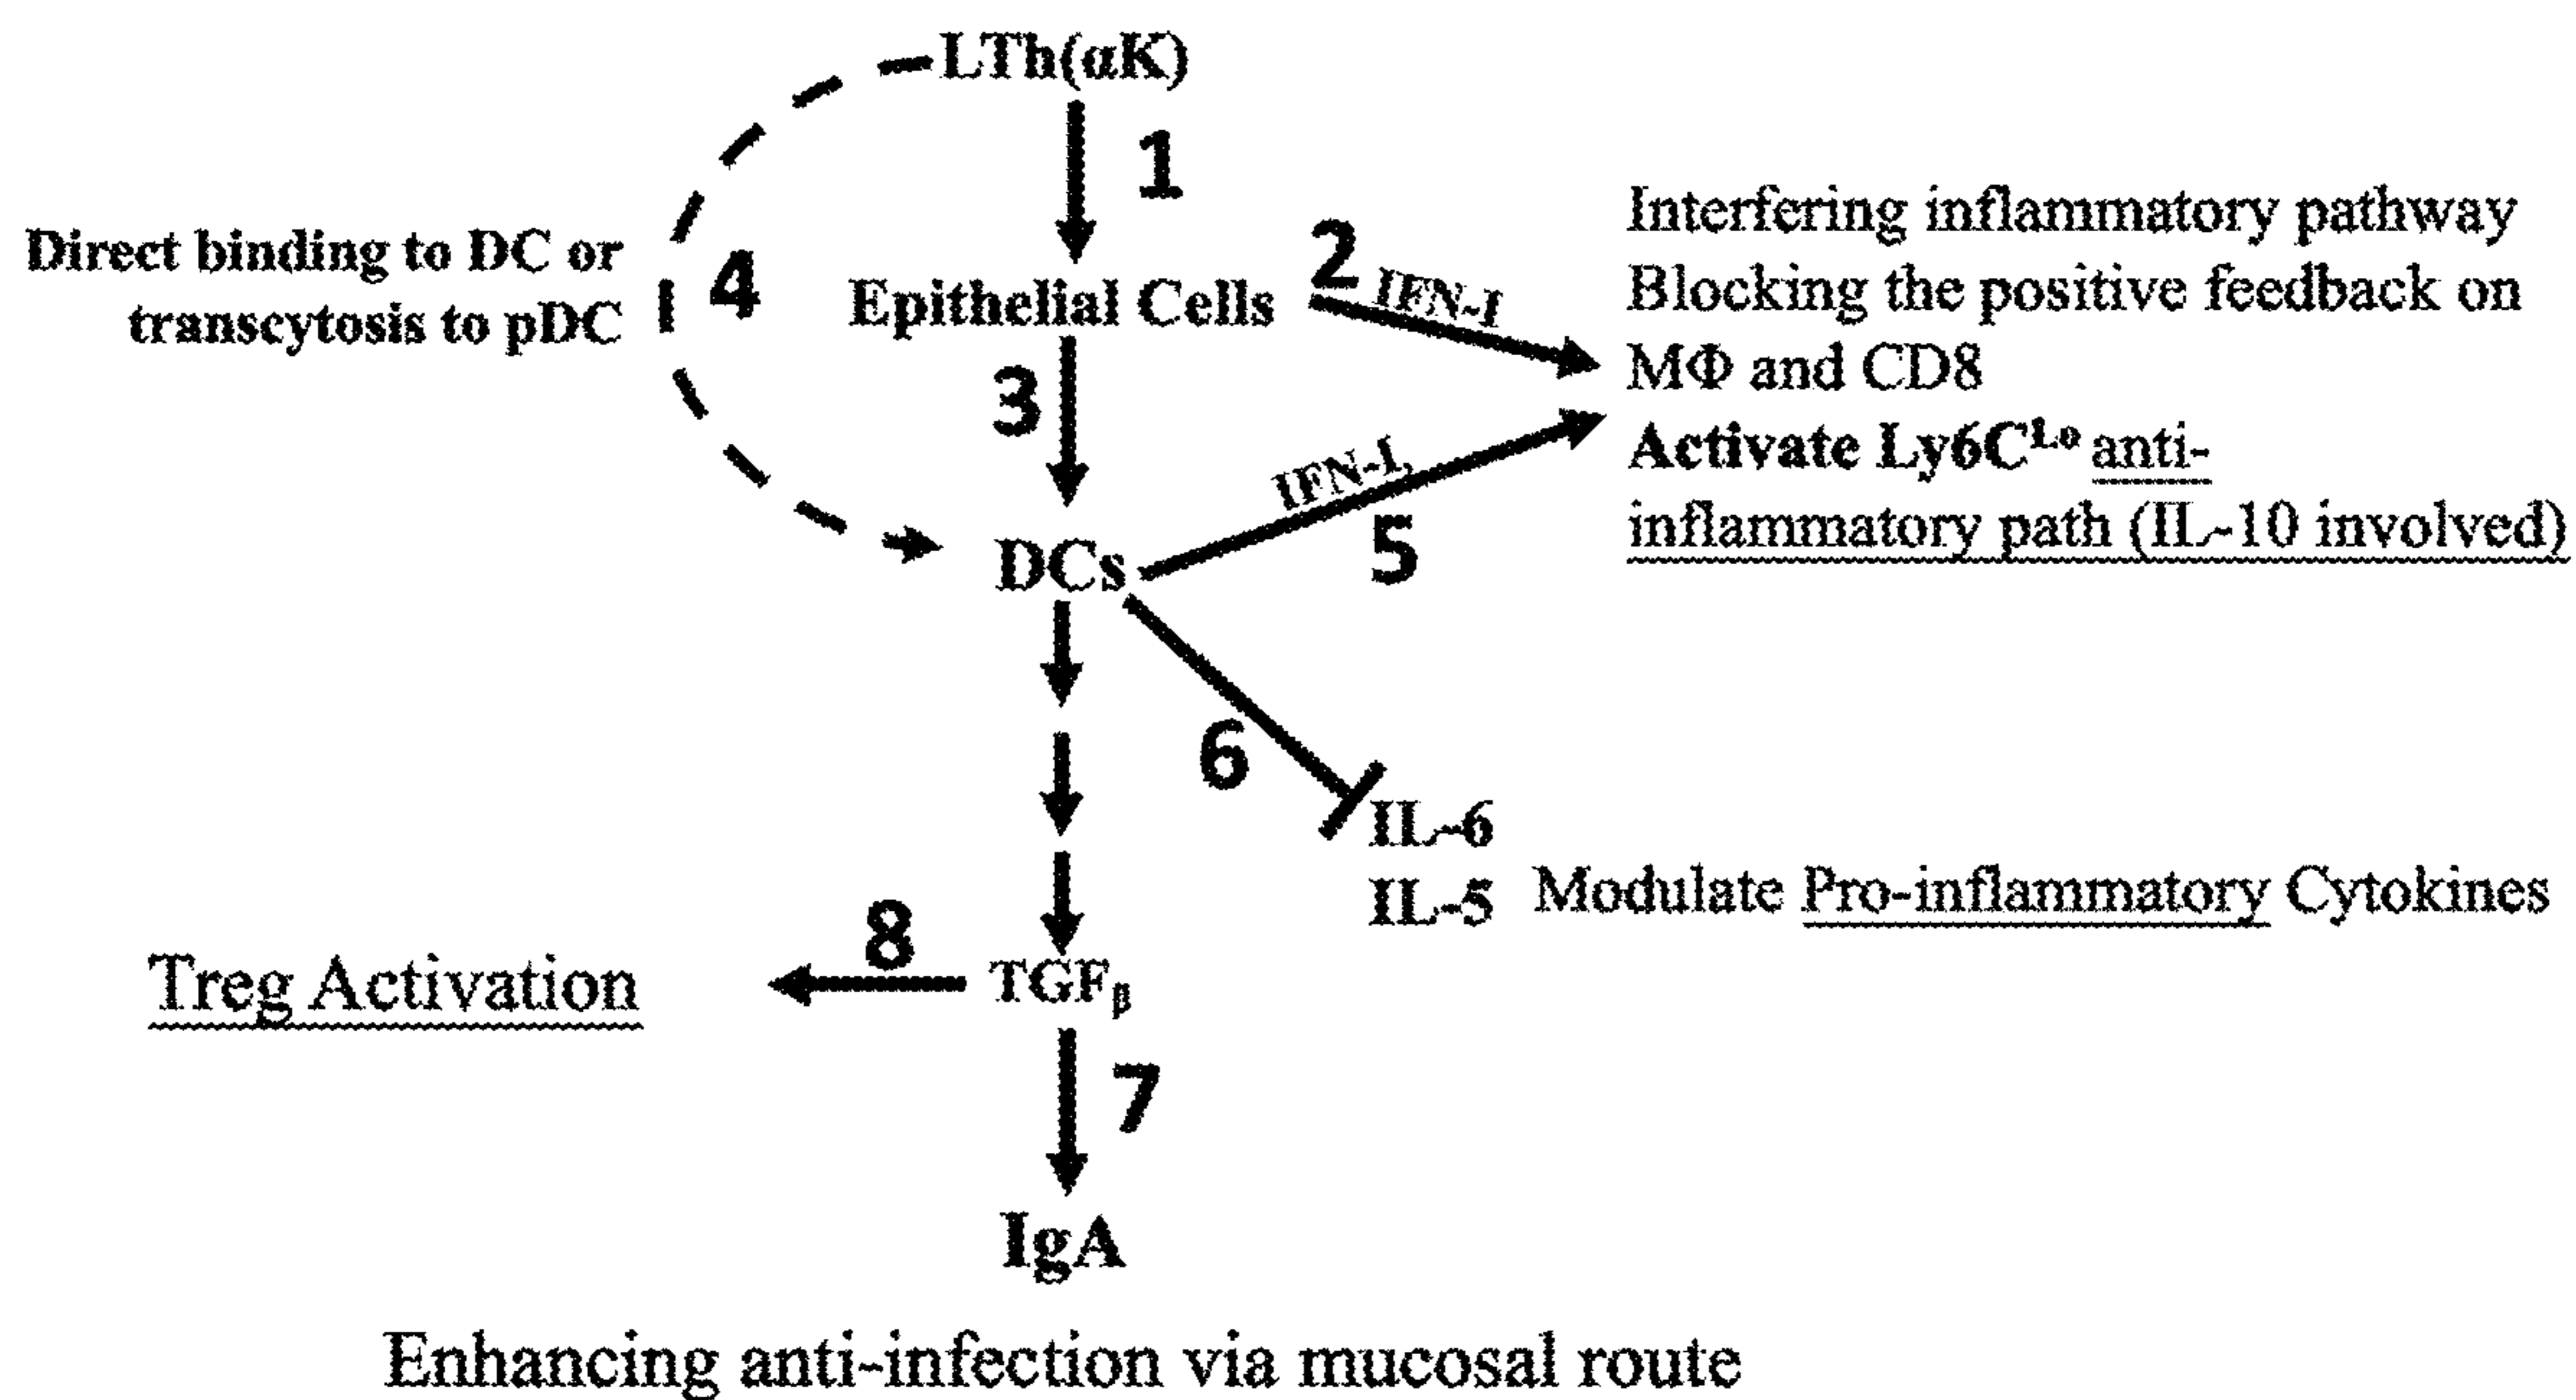 LTh(αK)
1
Direct binding to DC or
transcytosis to pDC
4
Epithelial Cells
2
IFN-I
Interfering inflammatory pathway
Blocking the positive feedback on
MΦ and CD8
Activate Ly6C^Lo anti-
inflammatory path (IL-10 involved)
3
IFN-I,
5
DCs
6
IL-6
IL-5 Modulate Pro-inflammatory Cytokines
Treg Activation
8
TGFβ
7
IgA
Enhancing anti-infection via mucosal route